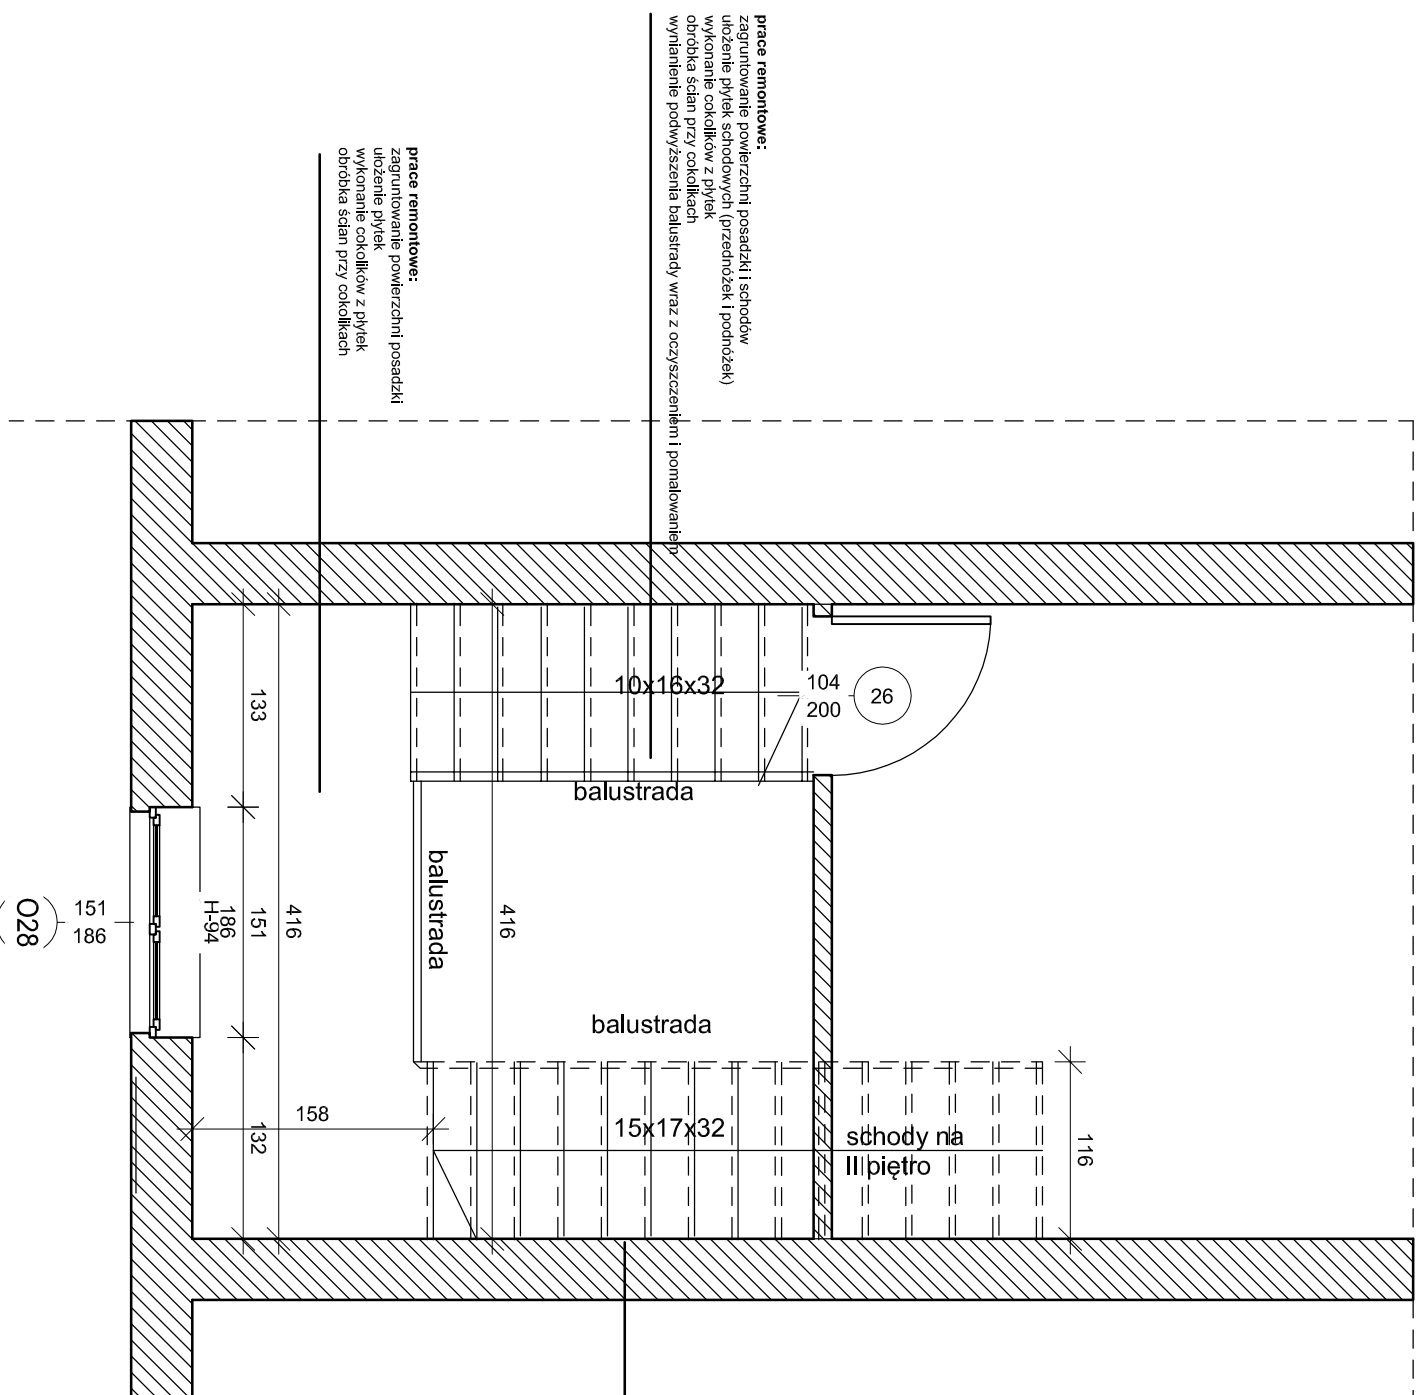 prace remontowe:
zagruntowanie powierzchni posadzki i schodów
ułożenie płytek schodowych (przednóżek i podnóżek)
wykonanie cokolików z płytek
obróbka ścian przy cokolikach
wynianienie podwyższenia balustrady wraz z oczyszczeniem i pomalowaniem
prace remontowe:
zagruntowanie powierzchni posadzki
ułożenie płytek
wykonanie cokolików z płytek
obróbka ścian przy cokolikach
10x16x32
104
200
26
133
balustrada
balustrada
416
416
151
186
H-94
151
186
O28
balustrada
158
132
15x17x32
schody na
II piętro
116